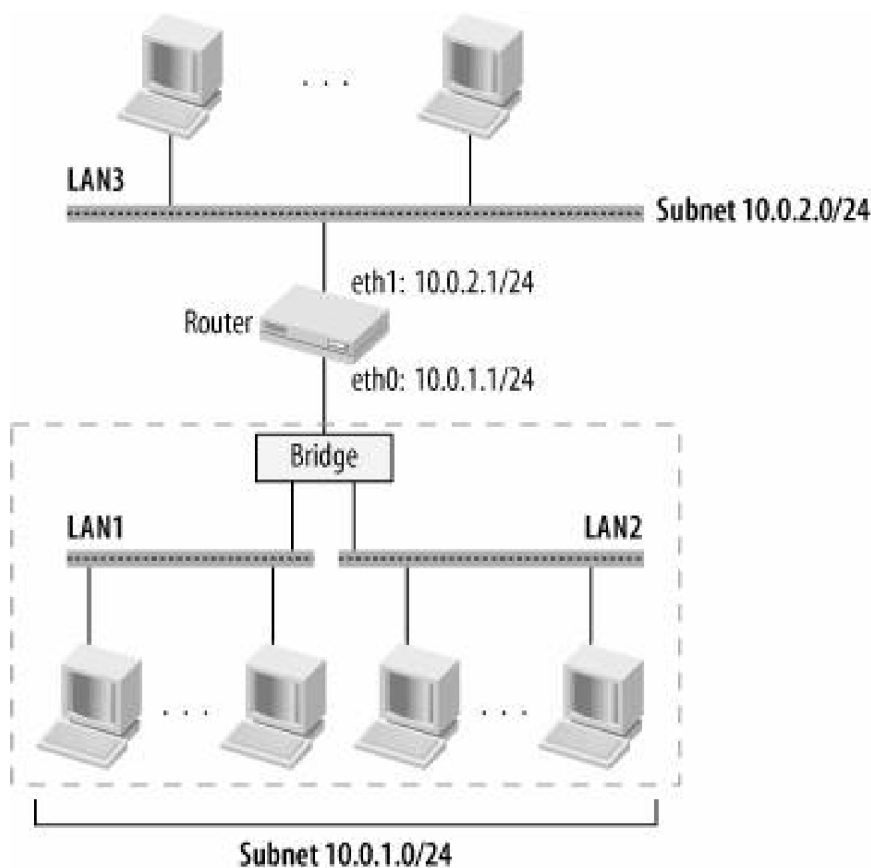 . . .
LAN3
Subnet 10.0.2.0/24
eth1: 10.0.2.1/24
Router
eth0: 10.0.1.1/24
Bridge
LAN1
LAN2
. . .
. . .
Subnet 10.0.1.0/24